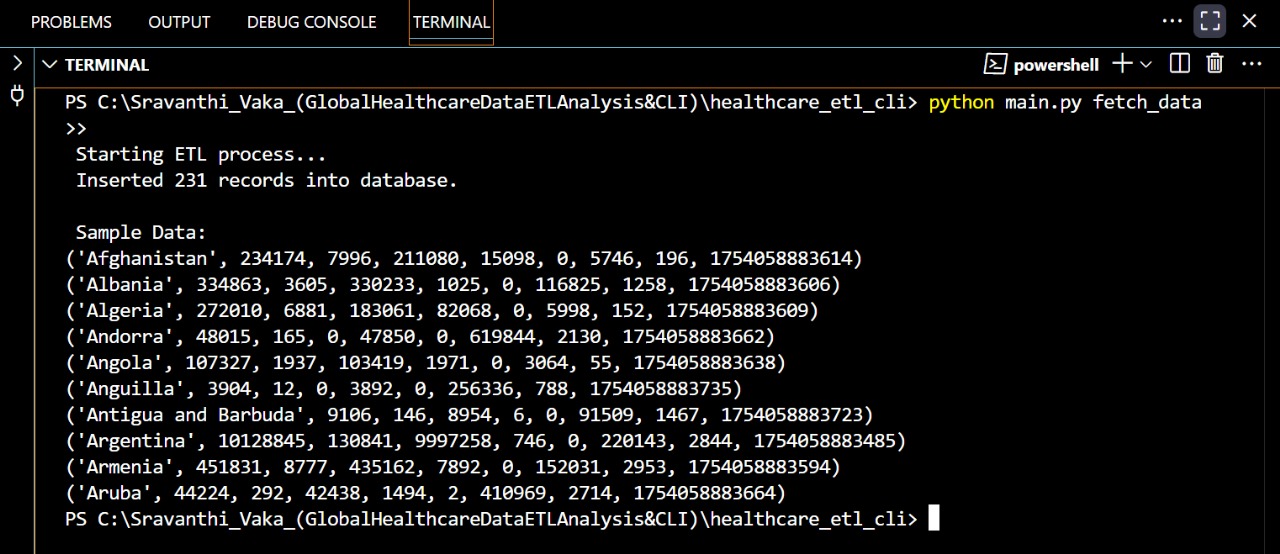 PROBLEMS OUTPUT DEBUG CONSOLE TERMINAL
TERMINAL powershell
PS C:\Sravanthi_Vaka_(GlobalHealthcareDataETLAnalysis&CLI)\healthcare_etl_cli> python main.py fetch_data
>>
Starting ETL process...
Inserted 231 records into database.
Sample Data:
('Afghanistan', 234174, 7996, 211080, 15098, 0, 5746, 196, 1754058883614)
('Albania', 334863, 3605, 330233, 1025, 0, 116825, 1258, 1754058883606)
('Algeria', 272010, 6881, 183061, 82068, 0, 5998, 152, 1754058883609)
('Andorra', 48015, 165, 0, 47850, 0, 619844, 2130, 1754058883662)
('Angola', 107327, 1937, 103419, 1971, 0, 3064, 55, 1754058883638)
('Anguilla', 3904, 12, 0, 3892, 0, 256336, 788, 1754058883735)
('Antigua and Barbuda', 9106, 146, 8954, 6, 0, 91509, 1467, 1754058883723)
('Argentina', 10128845, 130841, 9997258, 746, 0, 220143, 2844, 1754058883485)
('Armenia', 451831, 8777, 435162, 7892, 0, 152031, 2953, 1754058883594)
('Aruba', 44224, 292, 42438, 1494, 2, 410969, 2714, 1754058883664)
PS C:\Sravanthi_Vaka_(GlobalHealthcareDataETLAnalysis&CLI)\healthcare_etl_cli>